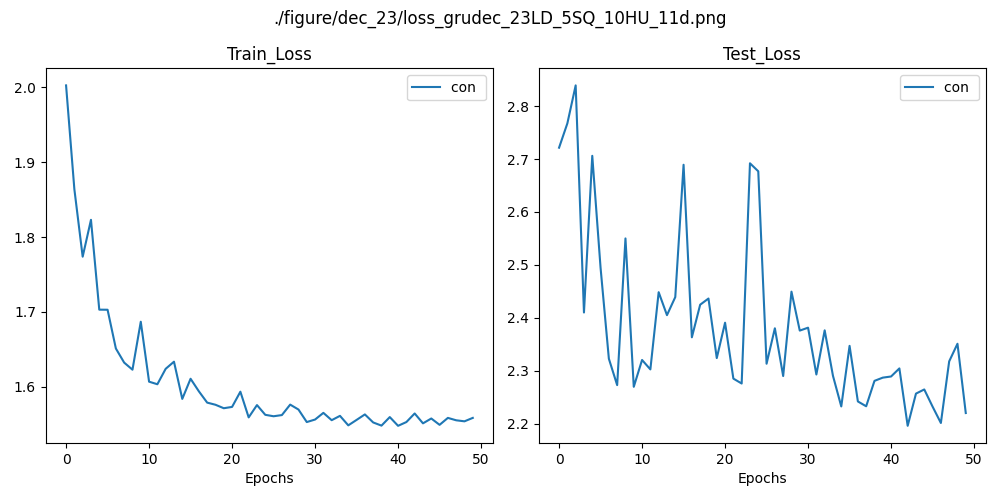 ./figure/dec_23/loss_grudec_23LD_5SQ_10HU_11d.png
Train_Loss
con
2.0
1.9
1.8
1.7
1.6
0 10 20 30 40 50
Epochs
Test_Loss
con
2.8
2.7
2.6
2.5
2.4
2.3
2.2
0 10 20 30 40 50
Epochs